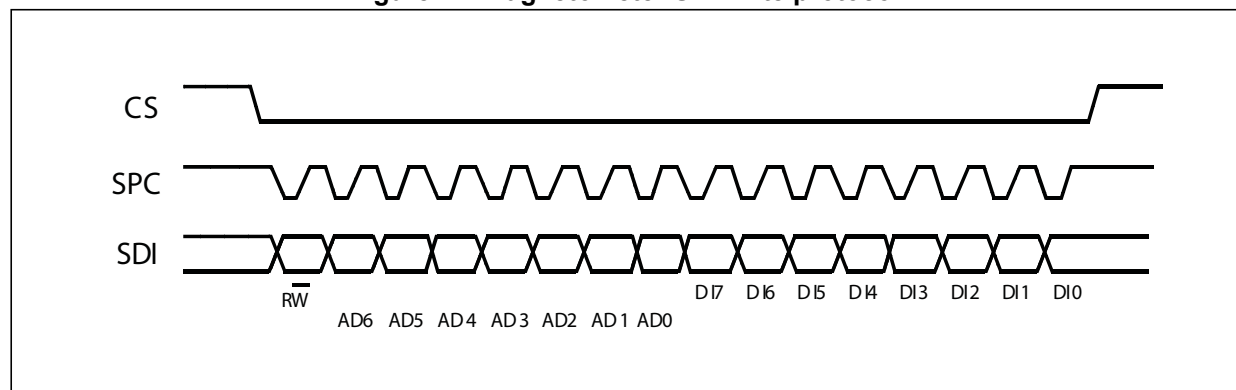 CS
SPC
SDI
RW
DI7 DI6 DI5 DI4 DI3 DI2 DI1 DI0
AD6 AD5 AD4 AD3 AD2 AD1 AD0